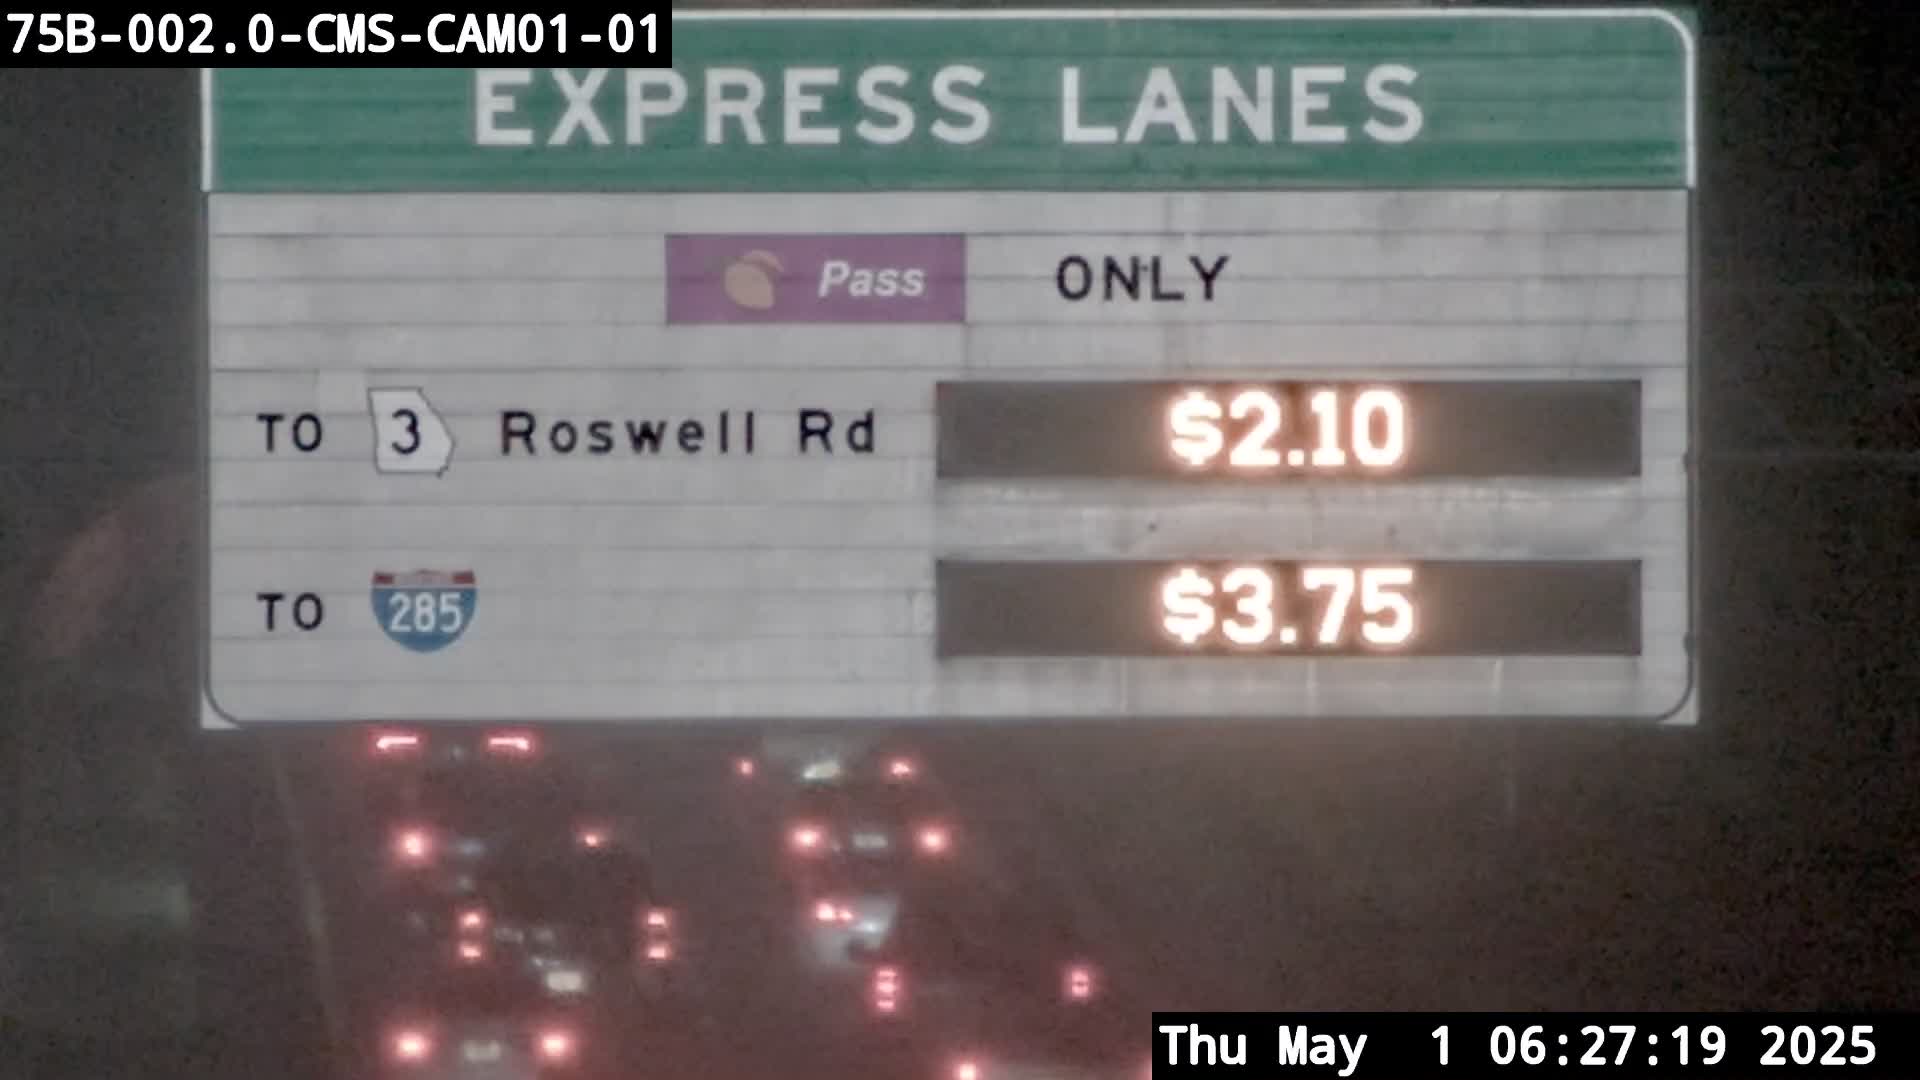 75B-002.0-CMS-CAM01-01
EXPRESS LANES
Pass ONLY
TO 3 Roswell Rd $2.10
TO 285 $3.75
Thu May 1 06:27:19 2025